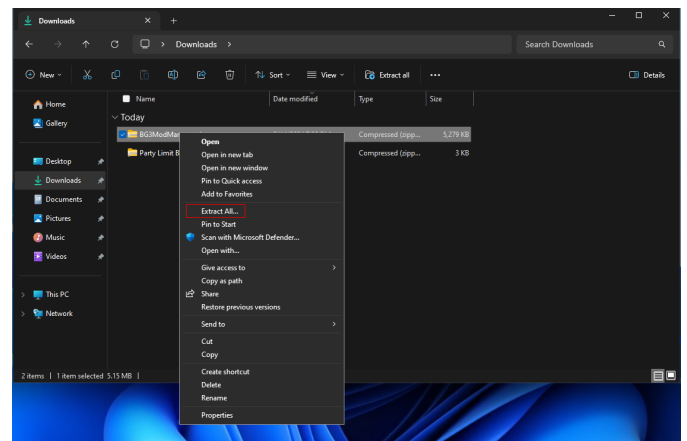 Downloads
Downloads
Search Downloads
New
Sort
View
Extract all
Details
Name
Date modified
Type
Size
Home
Gallery
Desktop
Downloads
Documents
Pictures
Music
Videos
This PC
Network
Today
Compressed (zipp...
5,279 KB
Party Limit
Compressed (zipp...
3 KB
Open
Open in new tab
Open in new window
Pin to Quick access
Add to Favorites
Extract All...
Pin to Start
Scan with Microsoft Defender...
Open with...
Give access to
Copy as path
Share
Restore previous versions
Send to
Cut
Copy
Create shortcut
Delete
Rename
Properties
2 items
1 item selected 5.15 MB